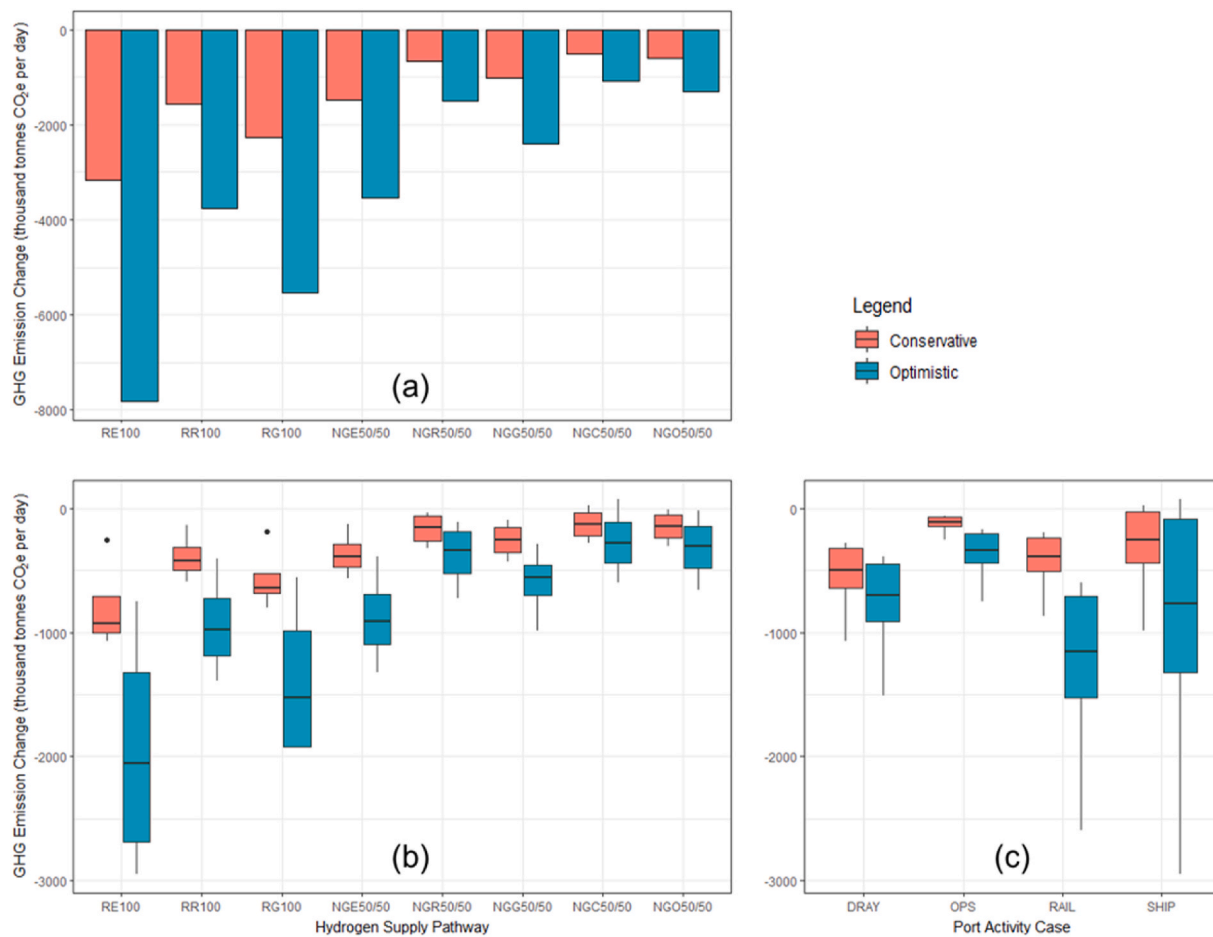 GHG Emission Change (thousand tonnes CO₂e per day)
0
-2000
-4000
-6000
-8000
(a)
RE100 RR100 RG100 NGE50/50 NGR50/50 NGG50/50 NGC50/50 NGO50/50
Legend
Conservative
Optimistic
GHG Emission Change (thousand tonnes CO₂e per day)
0
-1000
-2000
-3000
(b)
RE100 RR100 RG100 NGE50/50 NGR50/50 NGG50/50 NGC50/50 NGO50/50
Hydrogen Supply Pathway
0
-1000
-2000
-3000
(c)
DRAY OPS RAIL SHIP
Port Activity Case